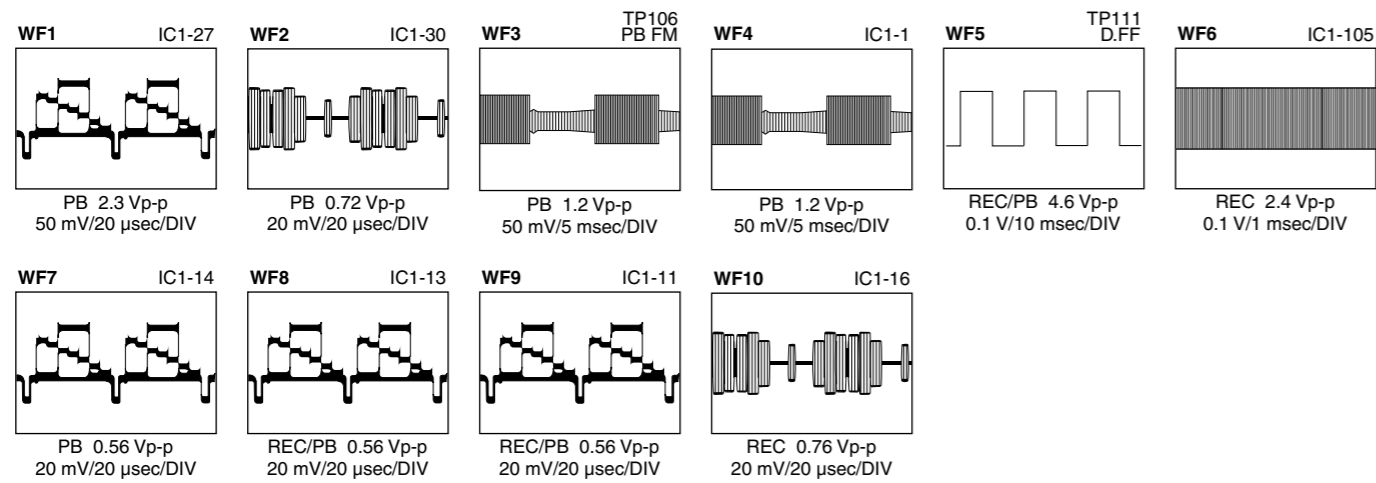 WF1 IC1-27
PB 2.3 Vp-p
50 mV/20 µsec/DIV
WF2 IC1-30
PB 0.72 Vp-p
20 mV/20 µsec/DIV
WF3 TP106
PB FM
PB 1.2 Vp-p
50 mV/5 msec/DIV
WF4 IC1-1
PB 1.2 Vp-p
50 mV/5 msec/DIV
WF5 TP111
D.FF
REC/PB 4.6 Vp-p
0.1 V/10 msec/DIV
WF6 IC1-105
REC 2.4 Vp-p
0.1 V/1 msec/DIV
WF7 IC1-14
PB 0.56 Vp-p
20 mV/20 µsec/DIV
WF8 IC1-13
REC/PB 0.56 Vp-p
20 mV/20 µsec/DIV
WF9 IC1-11
REC/PB 0.56 Vp-p
20 mV/20 µsec/DIV
WF10 IC1-16
REC 0.76 Vp-p
20 mV/20 µsec/DIV